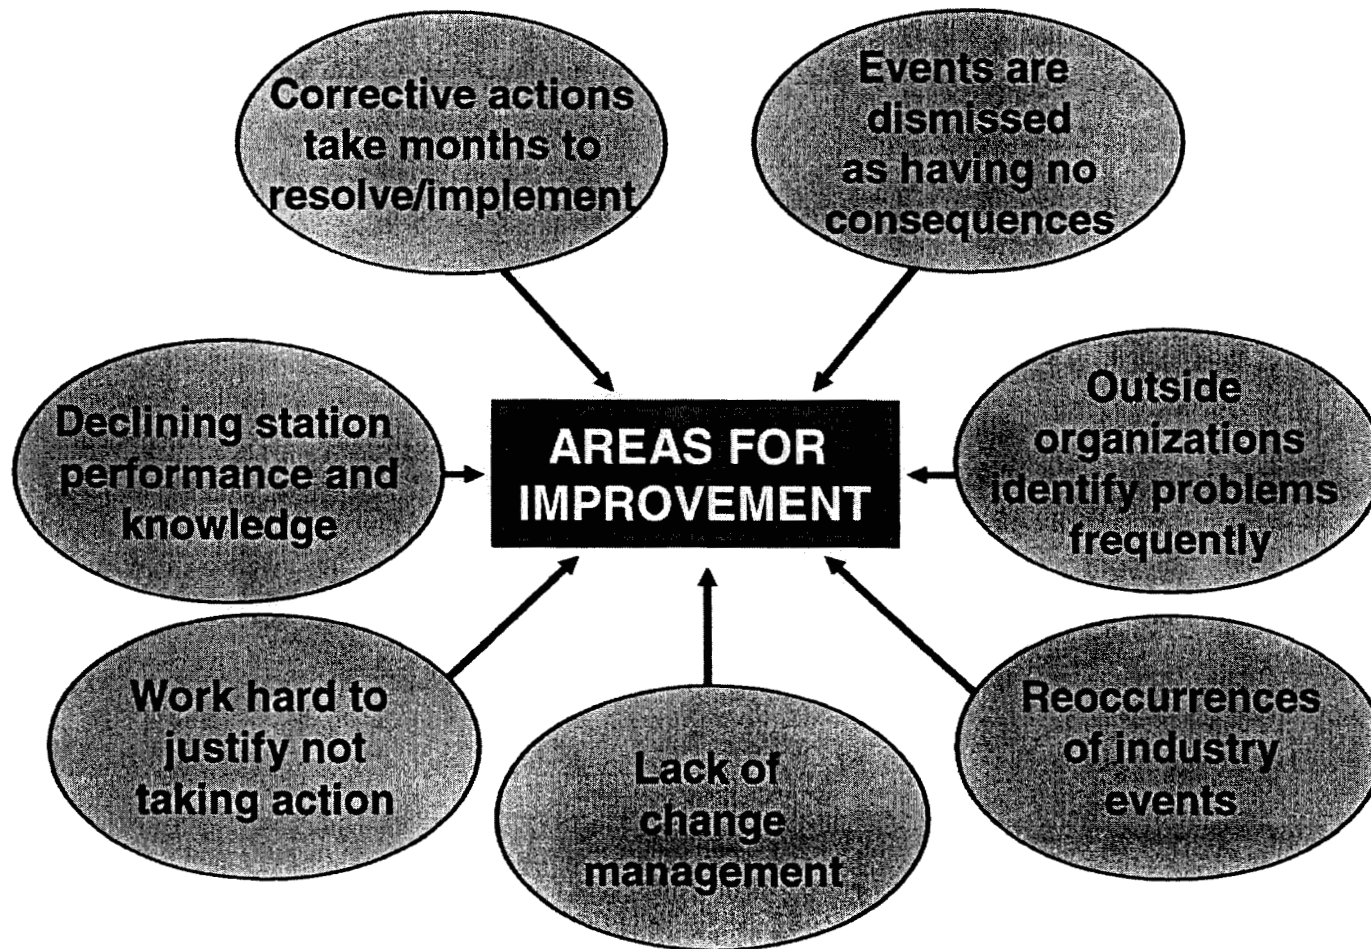 Corrective actions
take months to
resolve/implement
Events are
dismissed
as having no
consequences
Declining station
performance and
knowledge
AREAS FOR
IMPROVEMENT
Outside
organizations
identify problems
frequently
Work hard to
justify not
taking action
Lack of
change
management
Reoccurrences
of industry
events